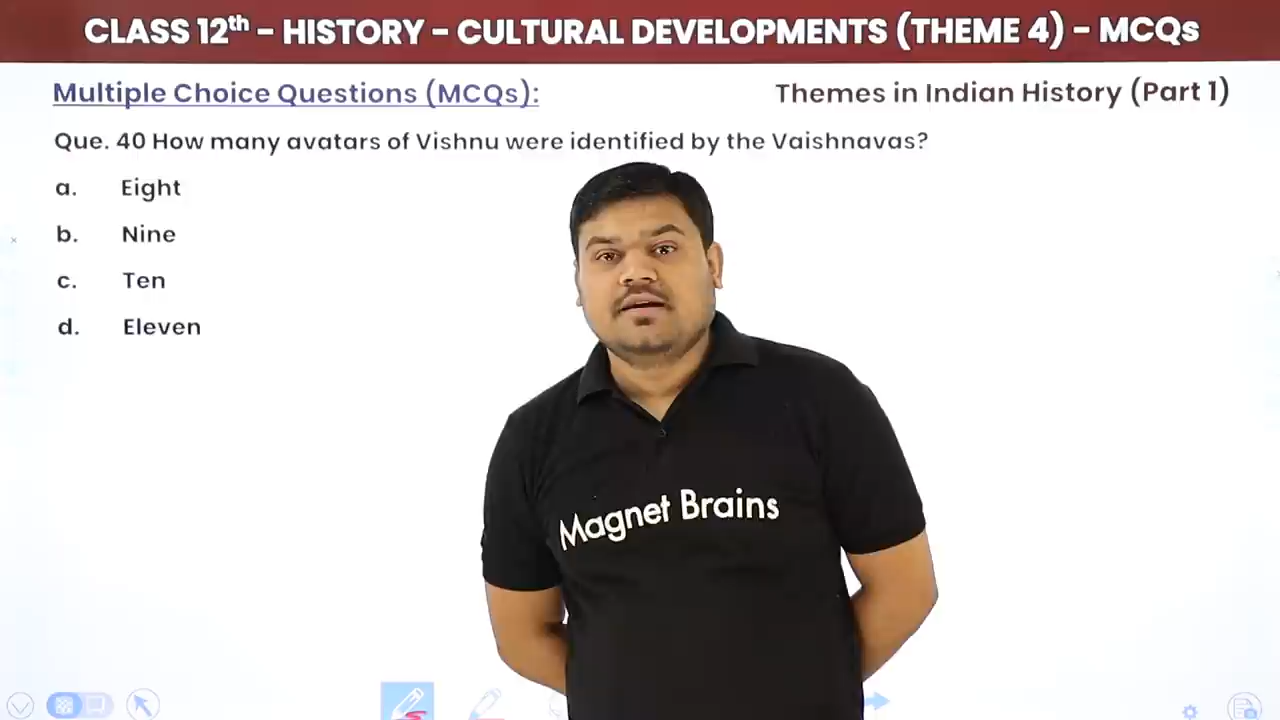 CLASS 12th – HISTORY – CULTURAL DEVELOPMENTS (THEME 4) – MCQs
Multiple Choice Questions (MCQs):
Themes in Indian History (Part 1)
Que. 40 How many avatars of Vishnu were identified by the Vaishnavas?
a. Eight
b. Nine
c. Ten
d. Eleven
Magnet Brains